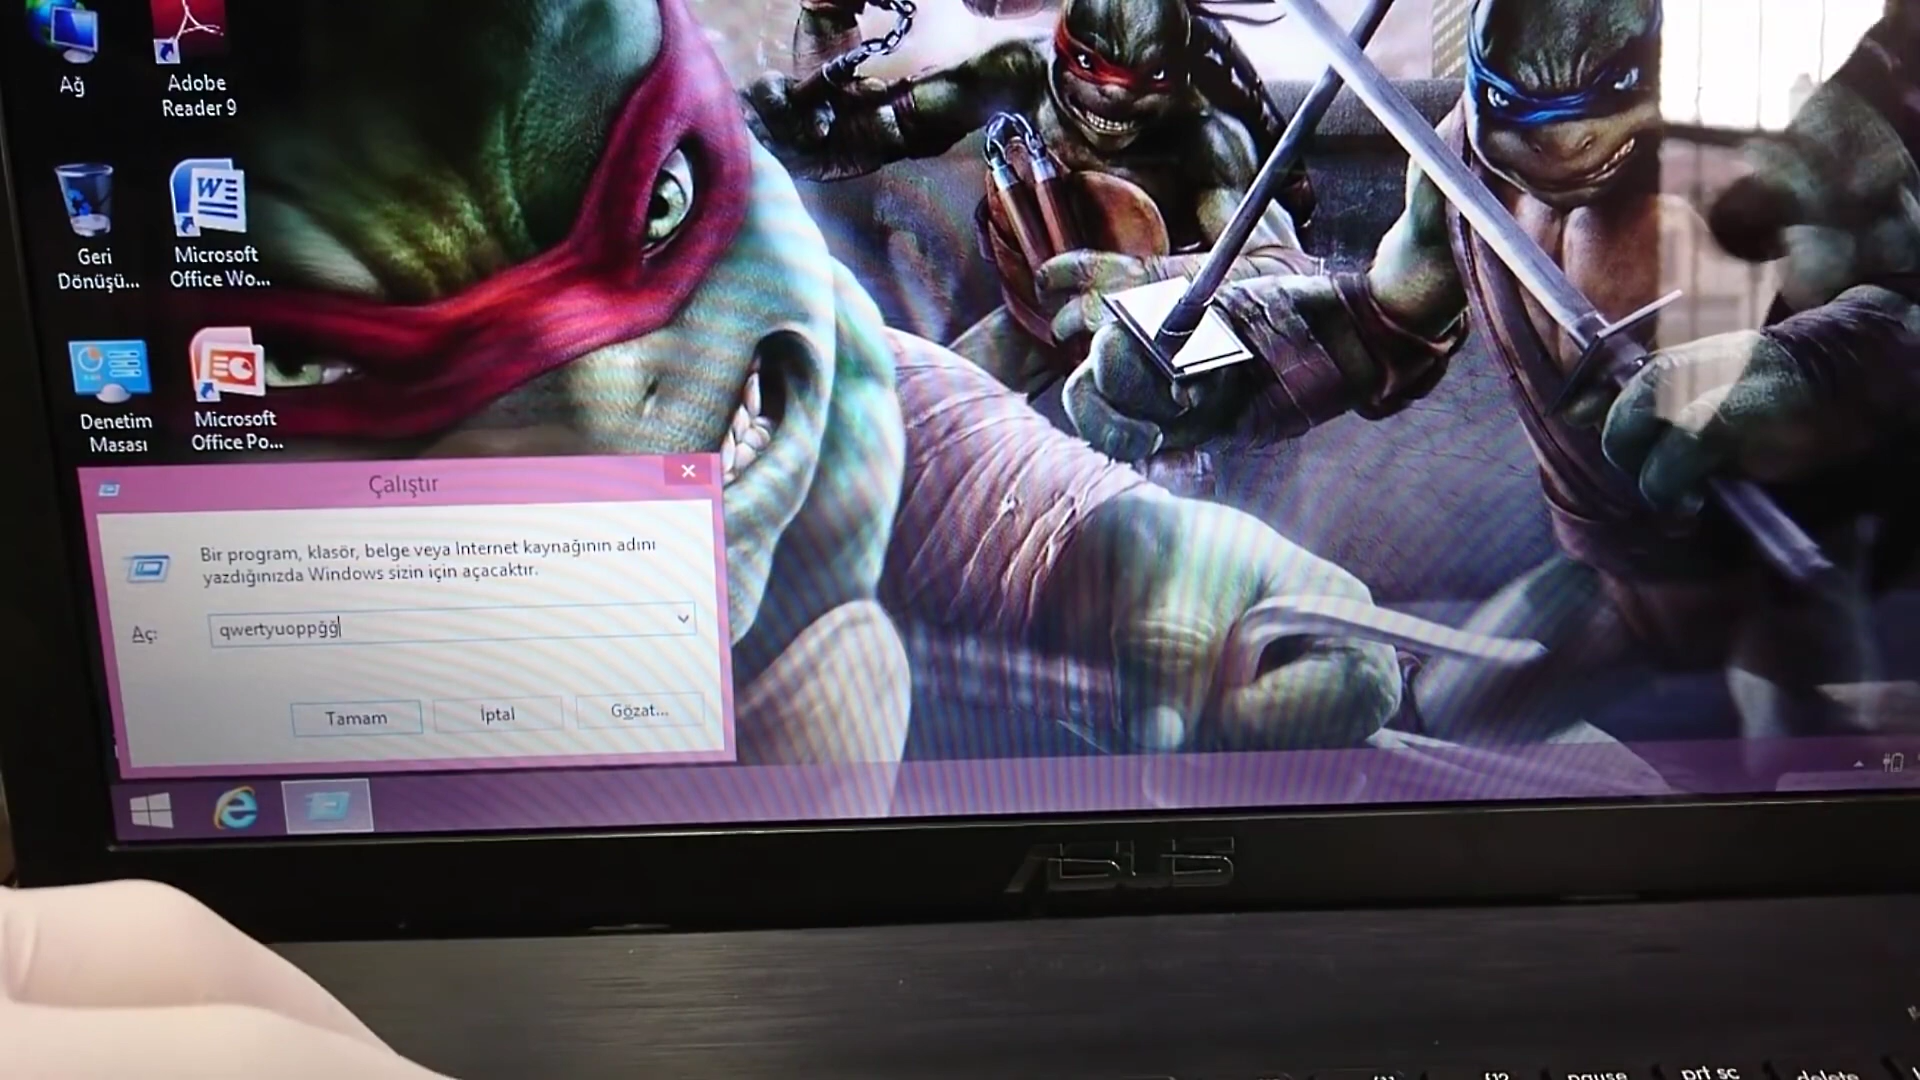 Ağ
Adobe
Reader 9
Geri
Dönüşü...
Microsoft
Office Wo...
Denetim
Masası
Microsoft
Office Po...
Çalıştır
Bir program, klasör, belge veya Internet kaynağının adını
yazdığınızda Windows sizin için açacaktır.
Aç:
qwertyuoppğğ
Tamam
İptal
Gözat...
ASUS
f12
pause
prt sc
delete